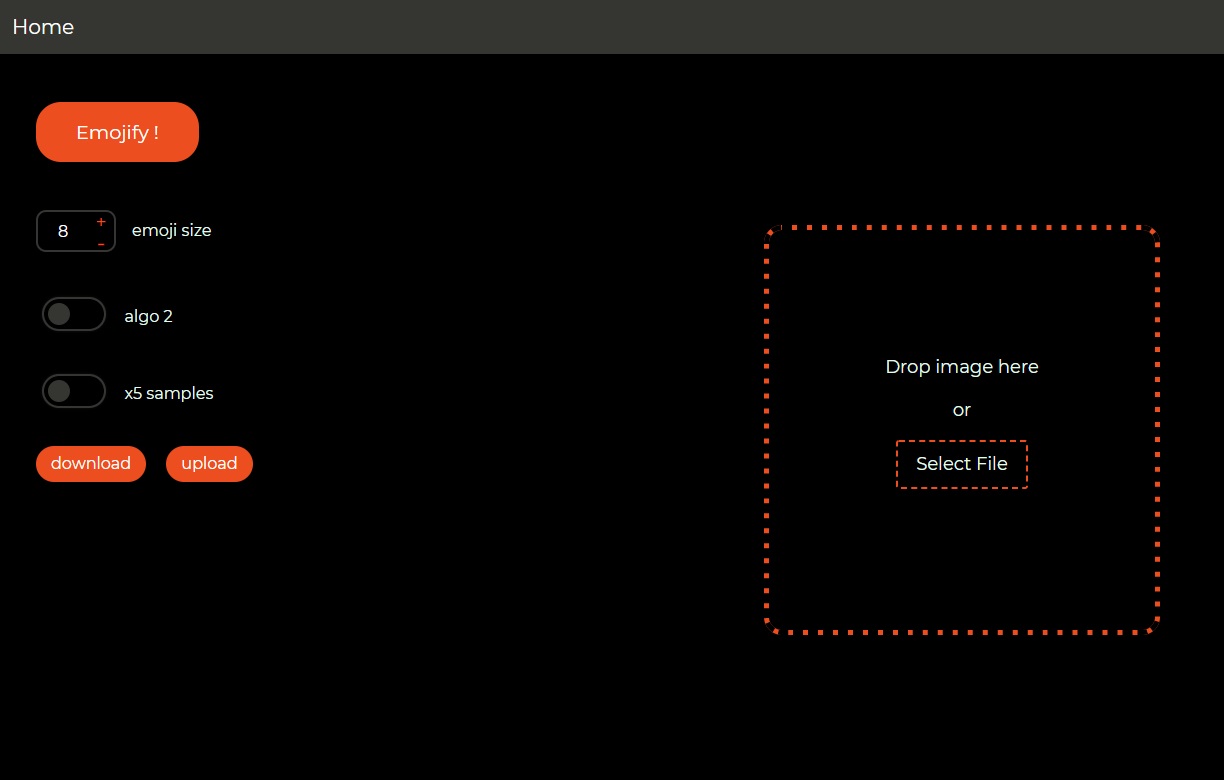 Home
Emojify !
8 + -
emoji size
algo 2
x5 samples
download
upload
Drop image here
or
Select File